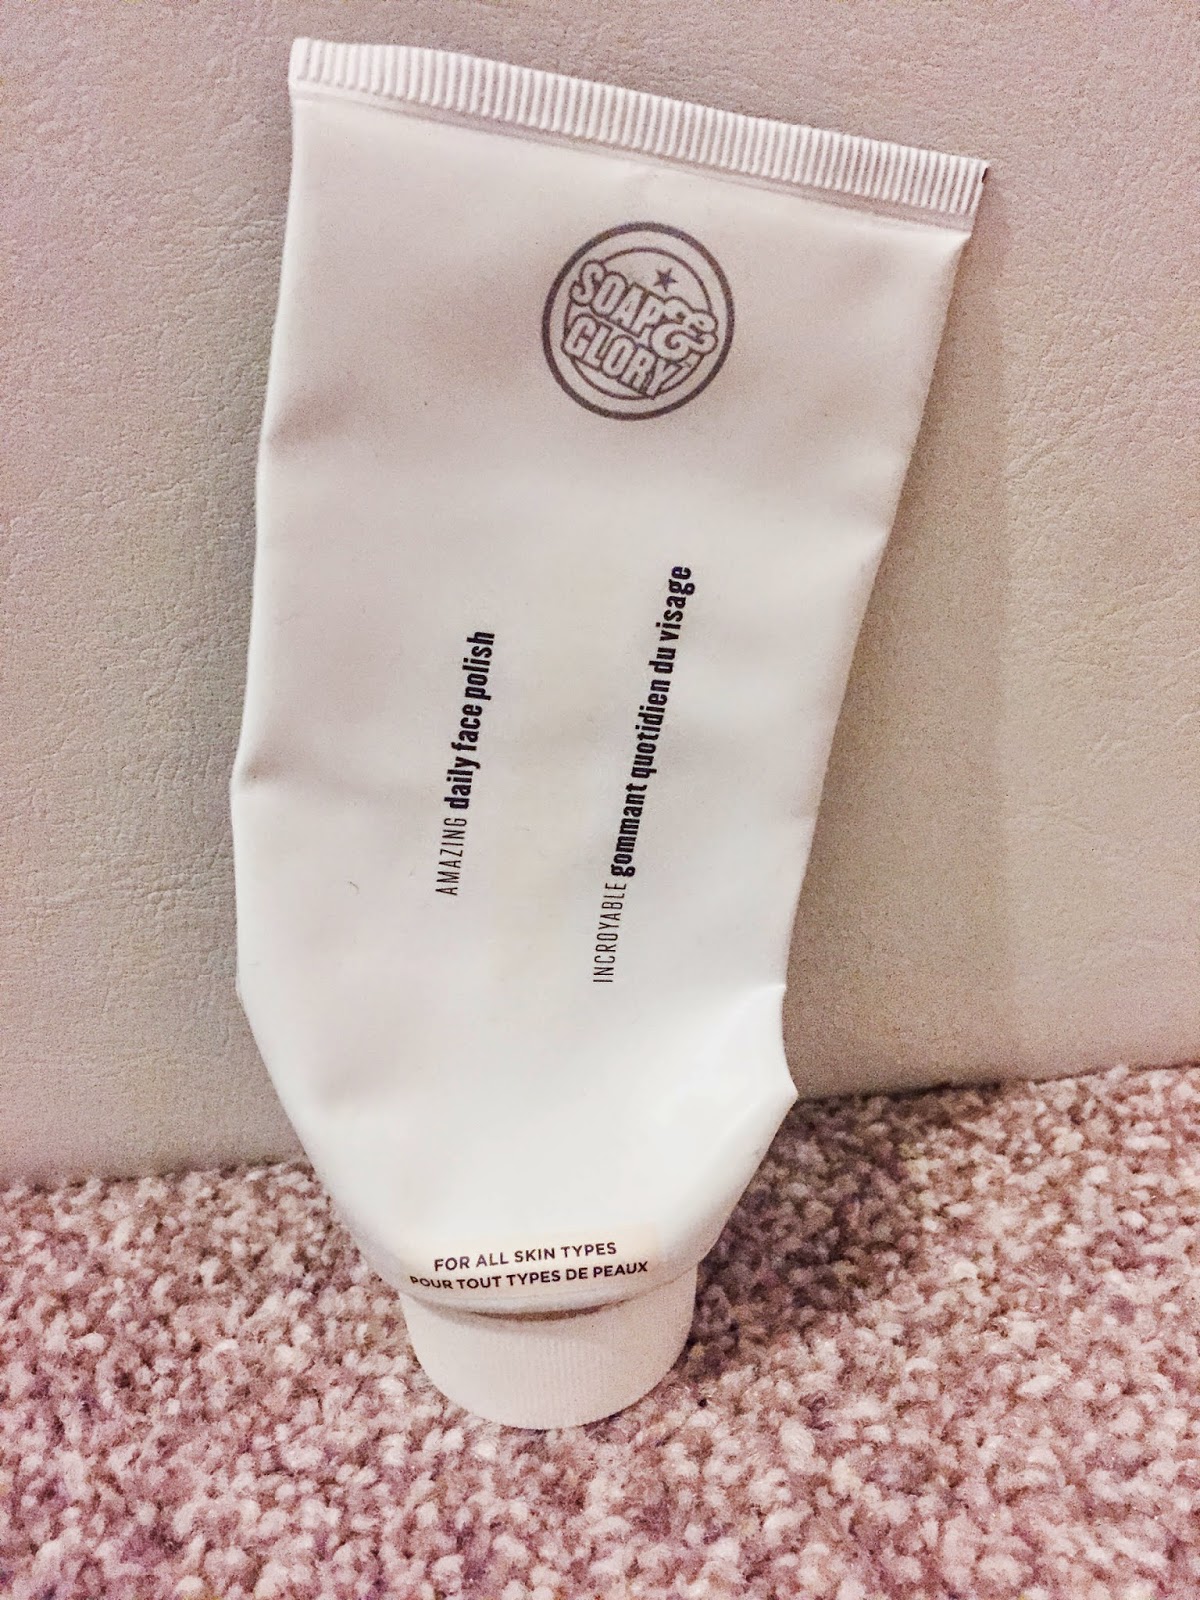 SOAP &
GLORY
AMAZING daily face polish
INCROYABLE gommant quotidien du visage
FOR ALL SKIN TYPES
POUR TOUT TYPES DE PEAUX